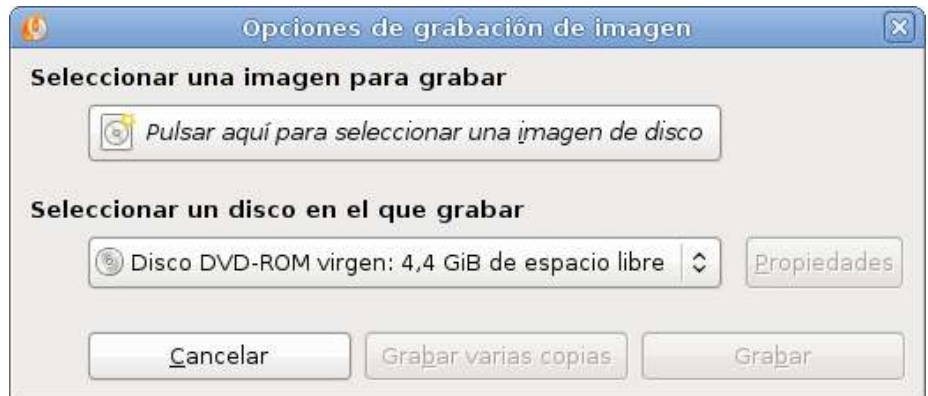 Opciones de grabación de imagen
Seleccionar una imagen para grabar
Pulsar aquí para seleccionar una imagen de disco
Seleccionar un disco en el que grabar
Disco DVD-ROM virgen: 4,4 GiB de espacio libre
Propiedades
Cancelar
Grabar varias copias
Grabar